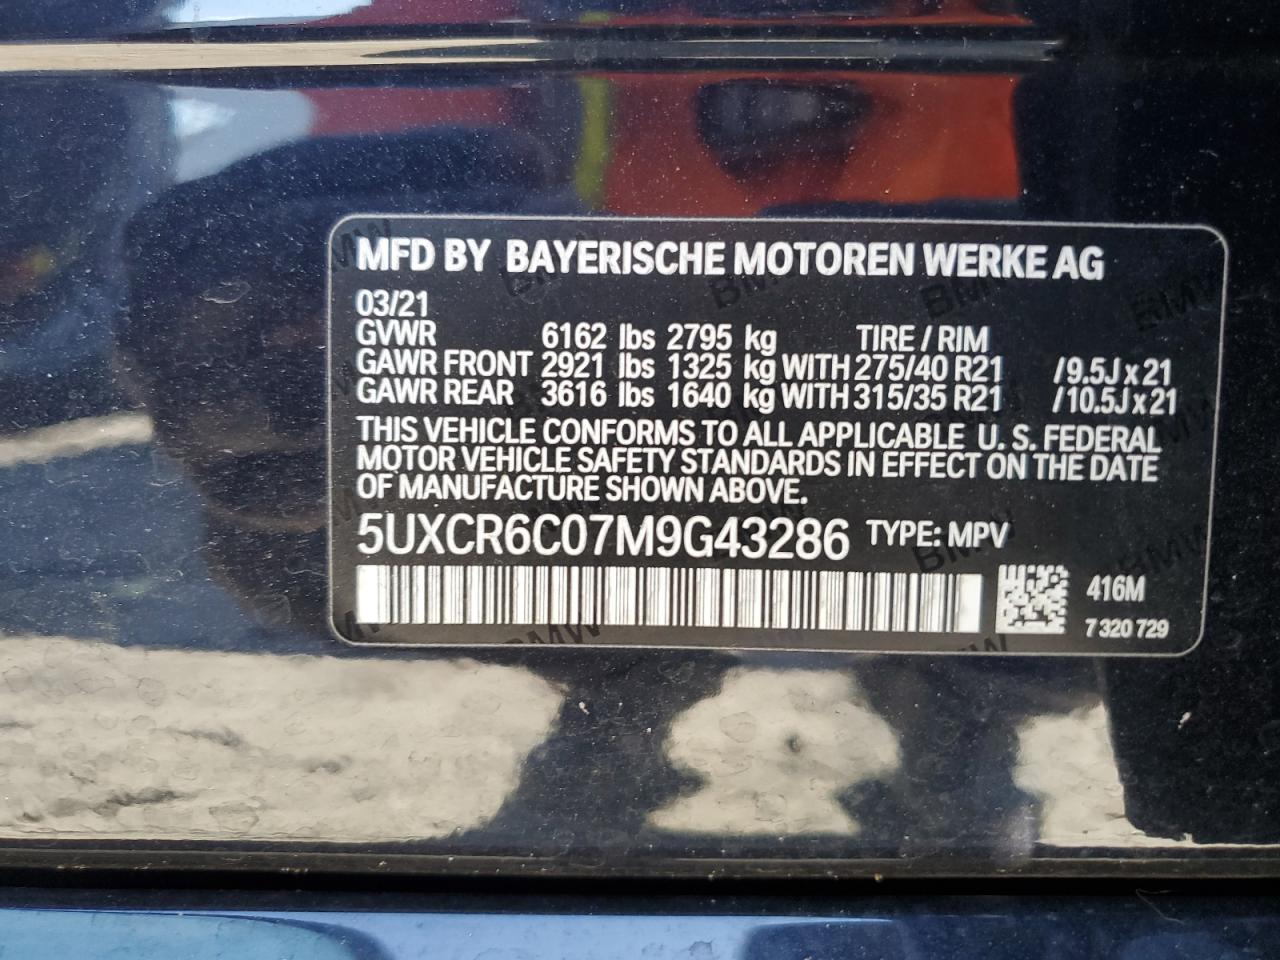 MFD BY BAYERISCHE MOTOREN WERKE AG
03/21
GVWR 6162 lbs 2795 kg TIRE / RIM
GAWR FRONT 2921 lbs 1325 kg WITH 275/40 R21 /9.5J x 21
GAWR REAR 3616 lbs 1640 kg WITH 315/35 R21 /10.5J x 21
THIS VEHICLE CONFORMS TO ALL APPLICABLE U. S. FEDERAL
MOTOR VEHICLE SAFETY STANDARDS IN EFFECT ON THE DATE
OF MANUFACTURE SHOWN ABOVE.
5UXCR6C07M9G43286 TYPE: MPV
416M
7 320 729